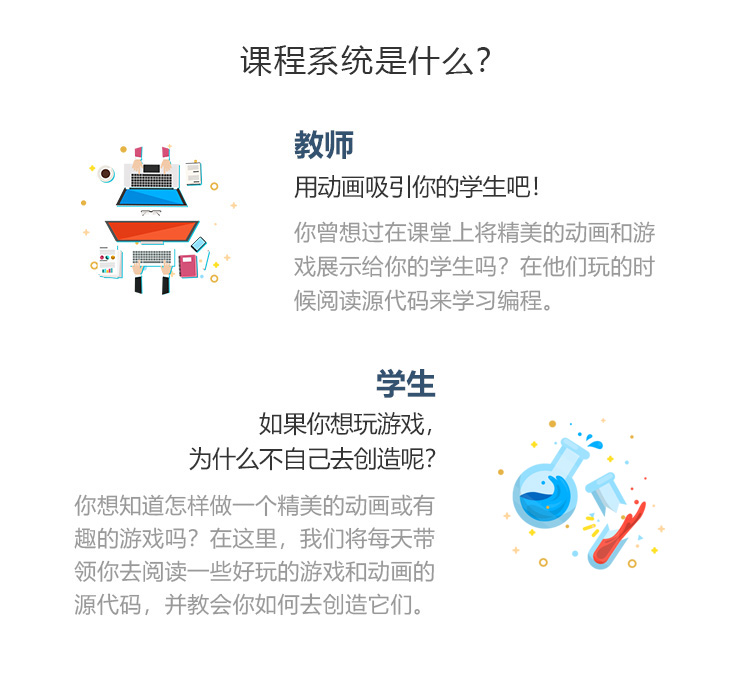 课程系统是什么？
教师
用动画吸引你的学生吧！
你曾想过在课堂上将精美的动画和游
戏展示给你的学生吗？在他们玩的时
候阅读源代码来学习编程。
学生
如果你想玩游戏，
为什么不自己去创造呢？
你想知道怎样做一个精美的动画或有
趣的游戏吗？在这里，我们将每天带
领你去阅读一些好玩的游戏和动画的
源代码，并教会你如何去创造它们。